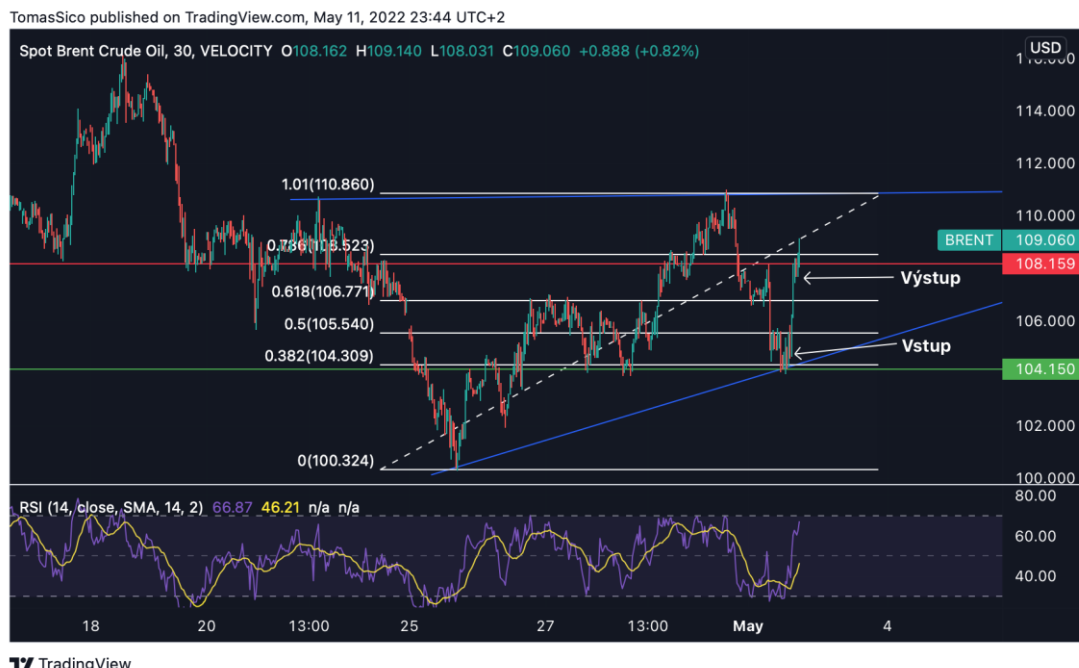 TomasSico published on TradingView.com, May 11, 2022 23:44 UTC+2
Spot Brent Crude Oil, 30, VELOCITY O108.162 H109.140 L108.031 C109.060 +0.888 (+0.82%)
USD
114.000
112.000
1.01(110.860)
110.000
BRENT 109.060
0.786(108.523)
108.159
Výstup
0.618(106.771)
106.000
0.5(105.540)
Vstup
0.382(104.309)
104.150
102.000
0(100.324)
100.000
80.00
RSI (14, close, SMA, 14, 2) 66.87 46.21 n/a n/a
60.00
40.00
18 20 13:00 25 27 13:00 May 4
TradingView